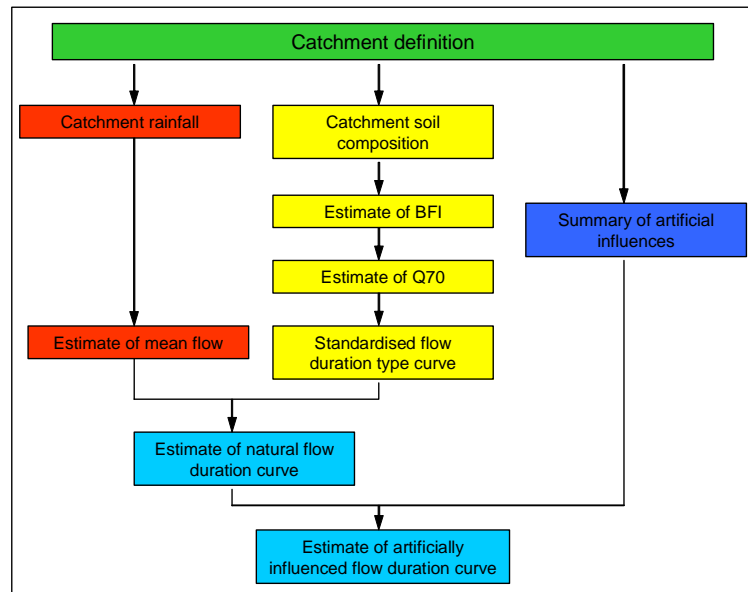 Catchment definition
Catchment rainfall
Catchment soil
composition
Estimate of BFI
Summary of artificial
influences
Estimate of Q70
Estimate of mean flow
Standardised flow
duration type curve
Estimate of natural flow
duration curve
Estimate of artificially
influenced flow duration curve